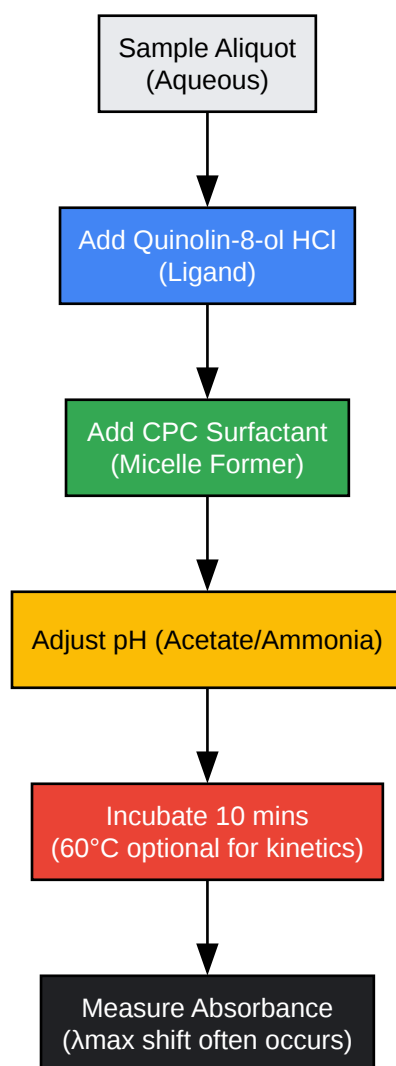 Sample Aliquot
(Aqueous)
Add Quinolin-8-ol HCl
(Ligand)
Add CPC Surfactant
(Micelle Former)
Adjust pH (Acetate/Ammonia)
Incubate 10 mins
(60°C optional for kinetics)
Measure Absorbance
(λmax shift often occurs)